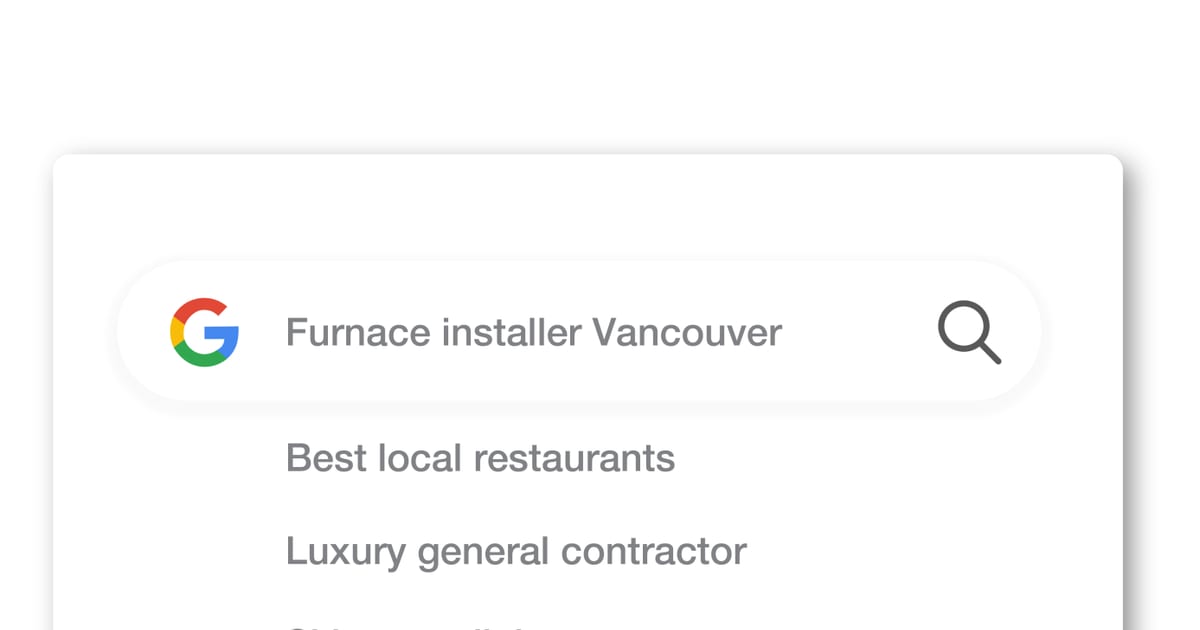 Furnace installer Vancouver
Best local restaurants
Luxury general contractor